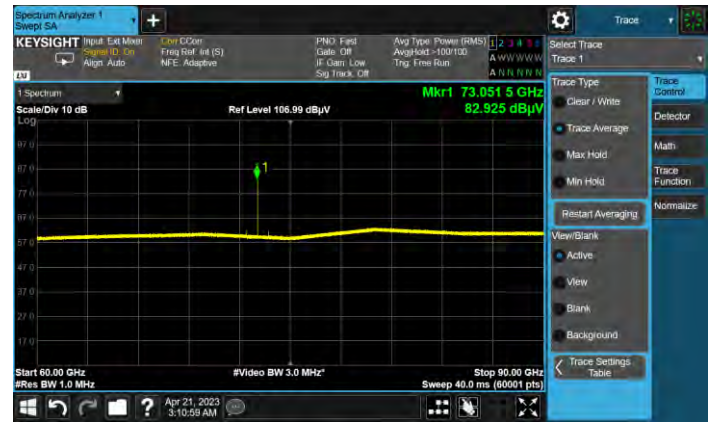 Spectrum Analyzer 1
Swept SA
+
Trace
KEYSIGHT
Input: Ext Mixer
Signal ID: On
Align: Auto
Corr CCorr
Freq Ref: Int (S)
NFE: Adaptive
PNO: Fast
Gate: Off
IF Gain: Low
Sig Track: Off
Avg Type: Power (RMS)
Avg|Hold:>100/100
Trig: Free Run
1 2 3 4 5 6
A W W W W W
A N N N N N
LXI
1 Spectrum
Scale/Div 10 dB
Log
Ref Level 106.99 dBµV
Mkr1 73.051 5 GHz
82.925 dBµV
97.0
87.0
77.0
67.0
57.0
47.0
37.0
27.0
17.0
1
Start 60.00 GHz
#Res BW 1.0 MHz
#Video BW 3.0 MHz*
Stop 90.00 GHz
Sweep 40.0 ms (60001 pts)
Select Trace
Trace 1
Trace Type
Clear / Write
Trace Average
Max Hold
Min Hold
Restart Averaging
View/Blank
Active
View
Blank
Background
Trace Settings
Table
Trace
Control
Detector
Math
Trace
Function
Normalize
?
Apr 21, 2023
3:10:59 AM